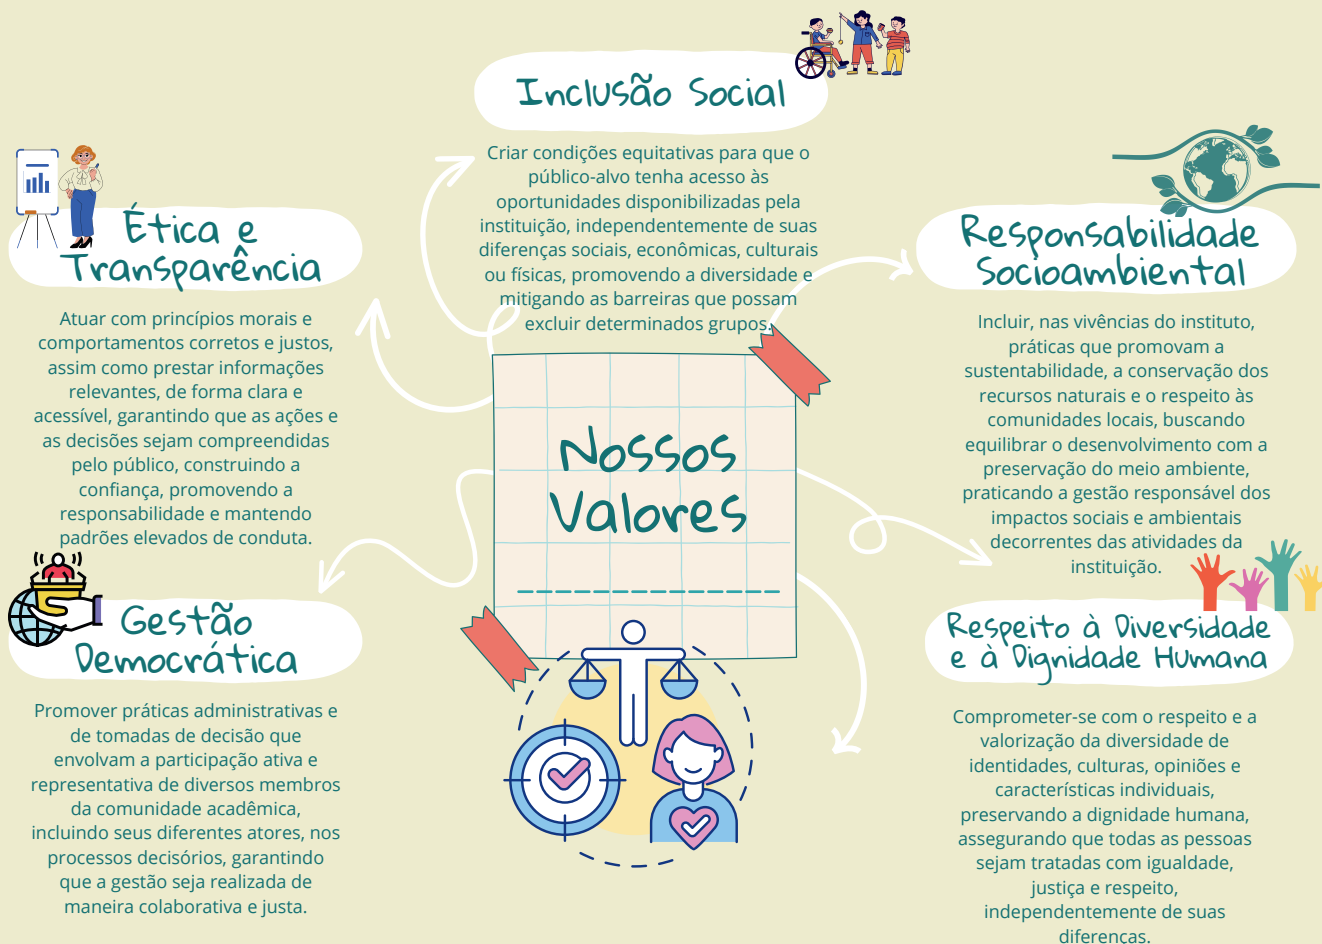 Inclusão Social
Criar condições equitativas para que o
público-alvo tenha acesso às
oportunidades disponibilizadas pela
instituição, independentemente de suas
diferenças sociais, econômicas, culturais
ou físicas, promovendo a diversidade e
mitigando as barreiras que possam
excluir determinados grupos.
Ética e
Transparência
Atuar com princípios morais e
comportamentos corretos e justos,
assim como prestar informações
relevantes, de forma clara e
acessível, garantindo que as ações e
as decisões sejam compreendidas
pelo público, construindo a
confiança, promovendo a
responsabilidade e mantendo
padrões elevados de conduta.
Responsabilidade
Socioambiental
Incluir, nas vivências do instituto,
práticas que promovam a
sustentabilidade, a conservação dos
recursos naturais e o respeito às
comunidades locais, buscando
equilibrar o desenvolvimento com a
preservação do meio ambiente,
praticando a gestão responsável dos
impactos sociais e ambientais
decorrentes das atividades da
instituição.
Nossos
Valores
Gestão
Democrática
Promover práticas administrativas e
de tomadas de decisão que
envolvam a participação ativa e
representativa de diversos membros
da comunidade acadêmica,
incluindo seus diferentes atores, nos
processos decisórios, garantindo
que a gestão seja realizada de
maneira colaborativa e justa.
Respeito à Diversidade
e à Dignidade Humana
Comprometer-se com o respeito e a
valorização da diversidade de
identidades, culturas, opiniões e
características individuais,
preservando a dignidade humana,
assegurando que todas as pessoas
sejam tratadas com igualdade,
justiça e respeito,
independentemente de suas
diferenças.